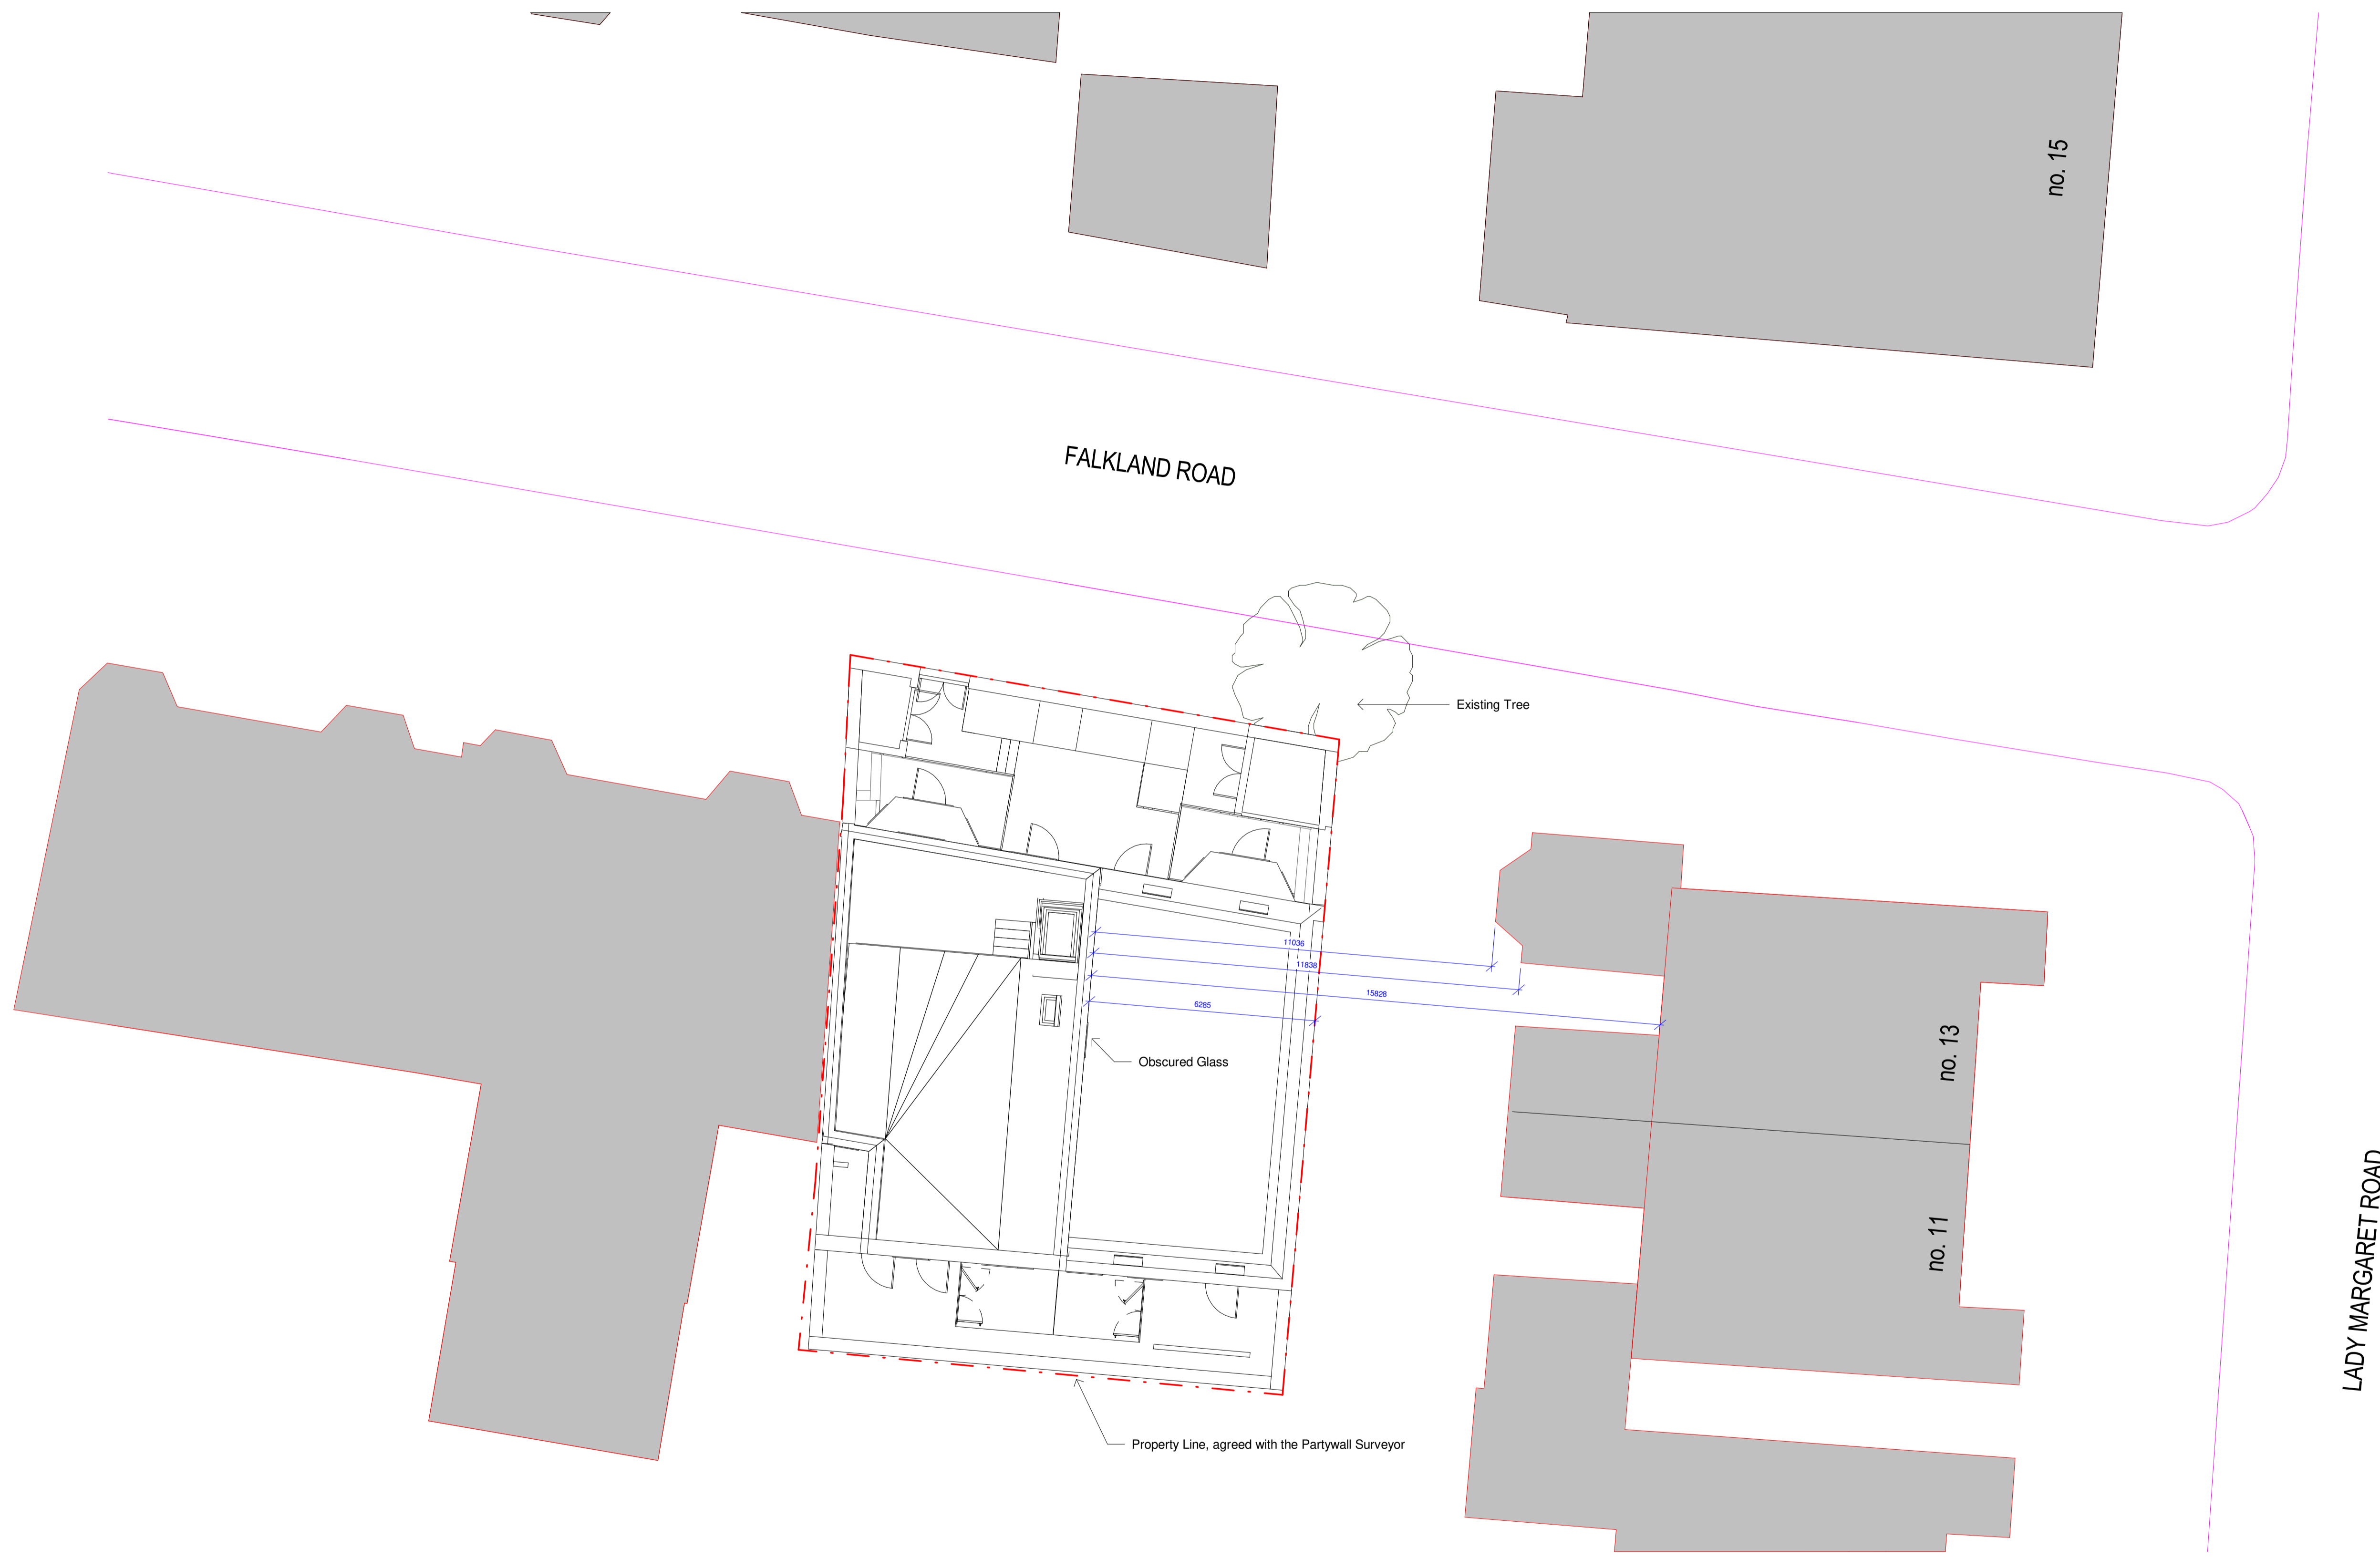 no. 15
FALKLAND ROAD
Existing Tree
11036
11838
15828
6285
Obscured Glass
no. 13
no. 11
LADY MARGARET ROAD
Property Line, agreed with the Partywall Surveyor